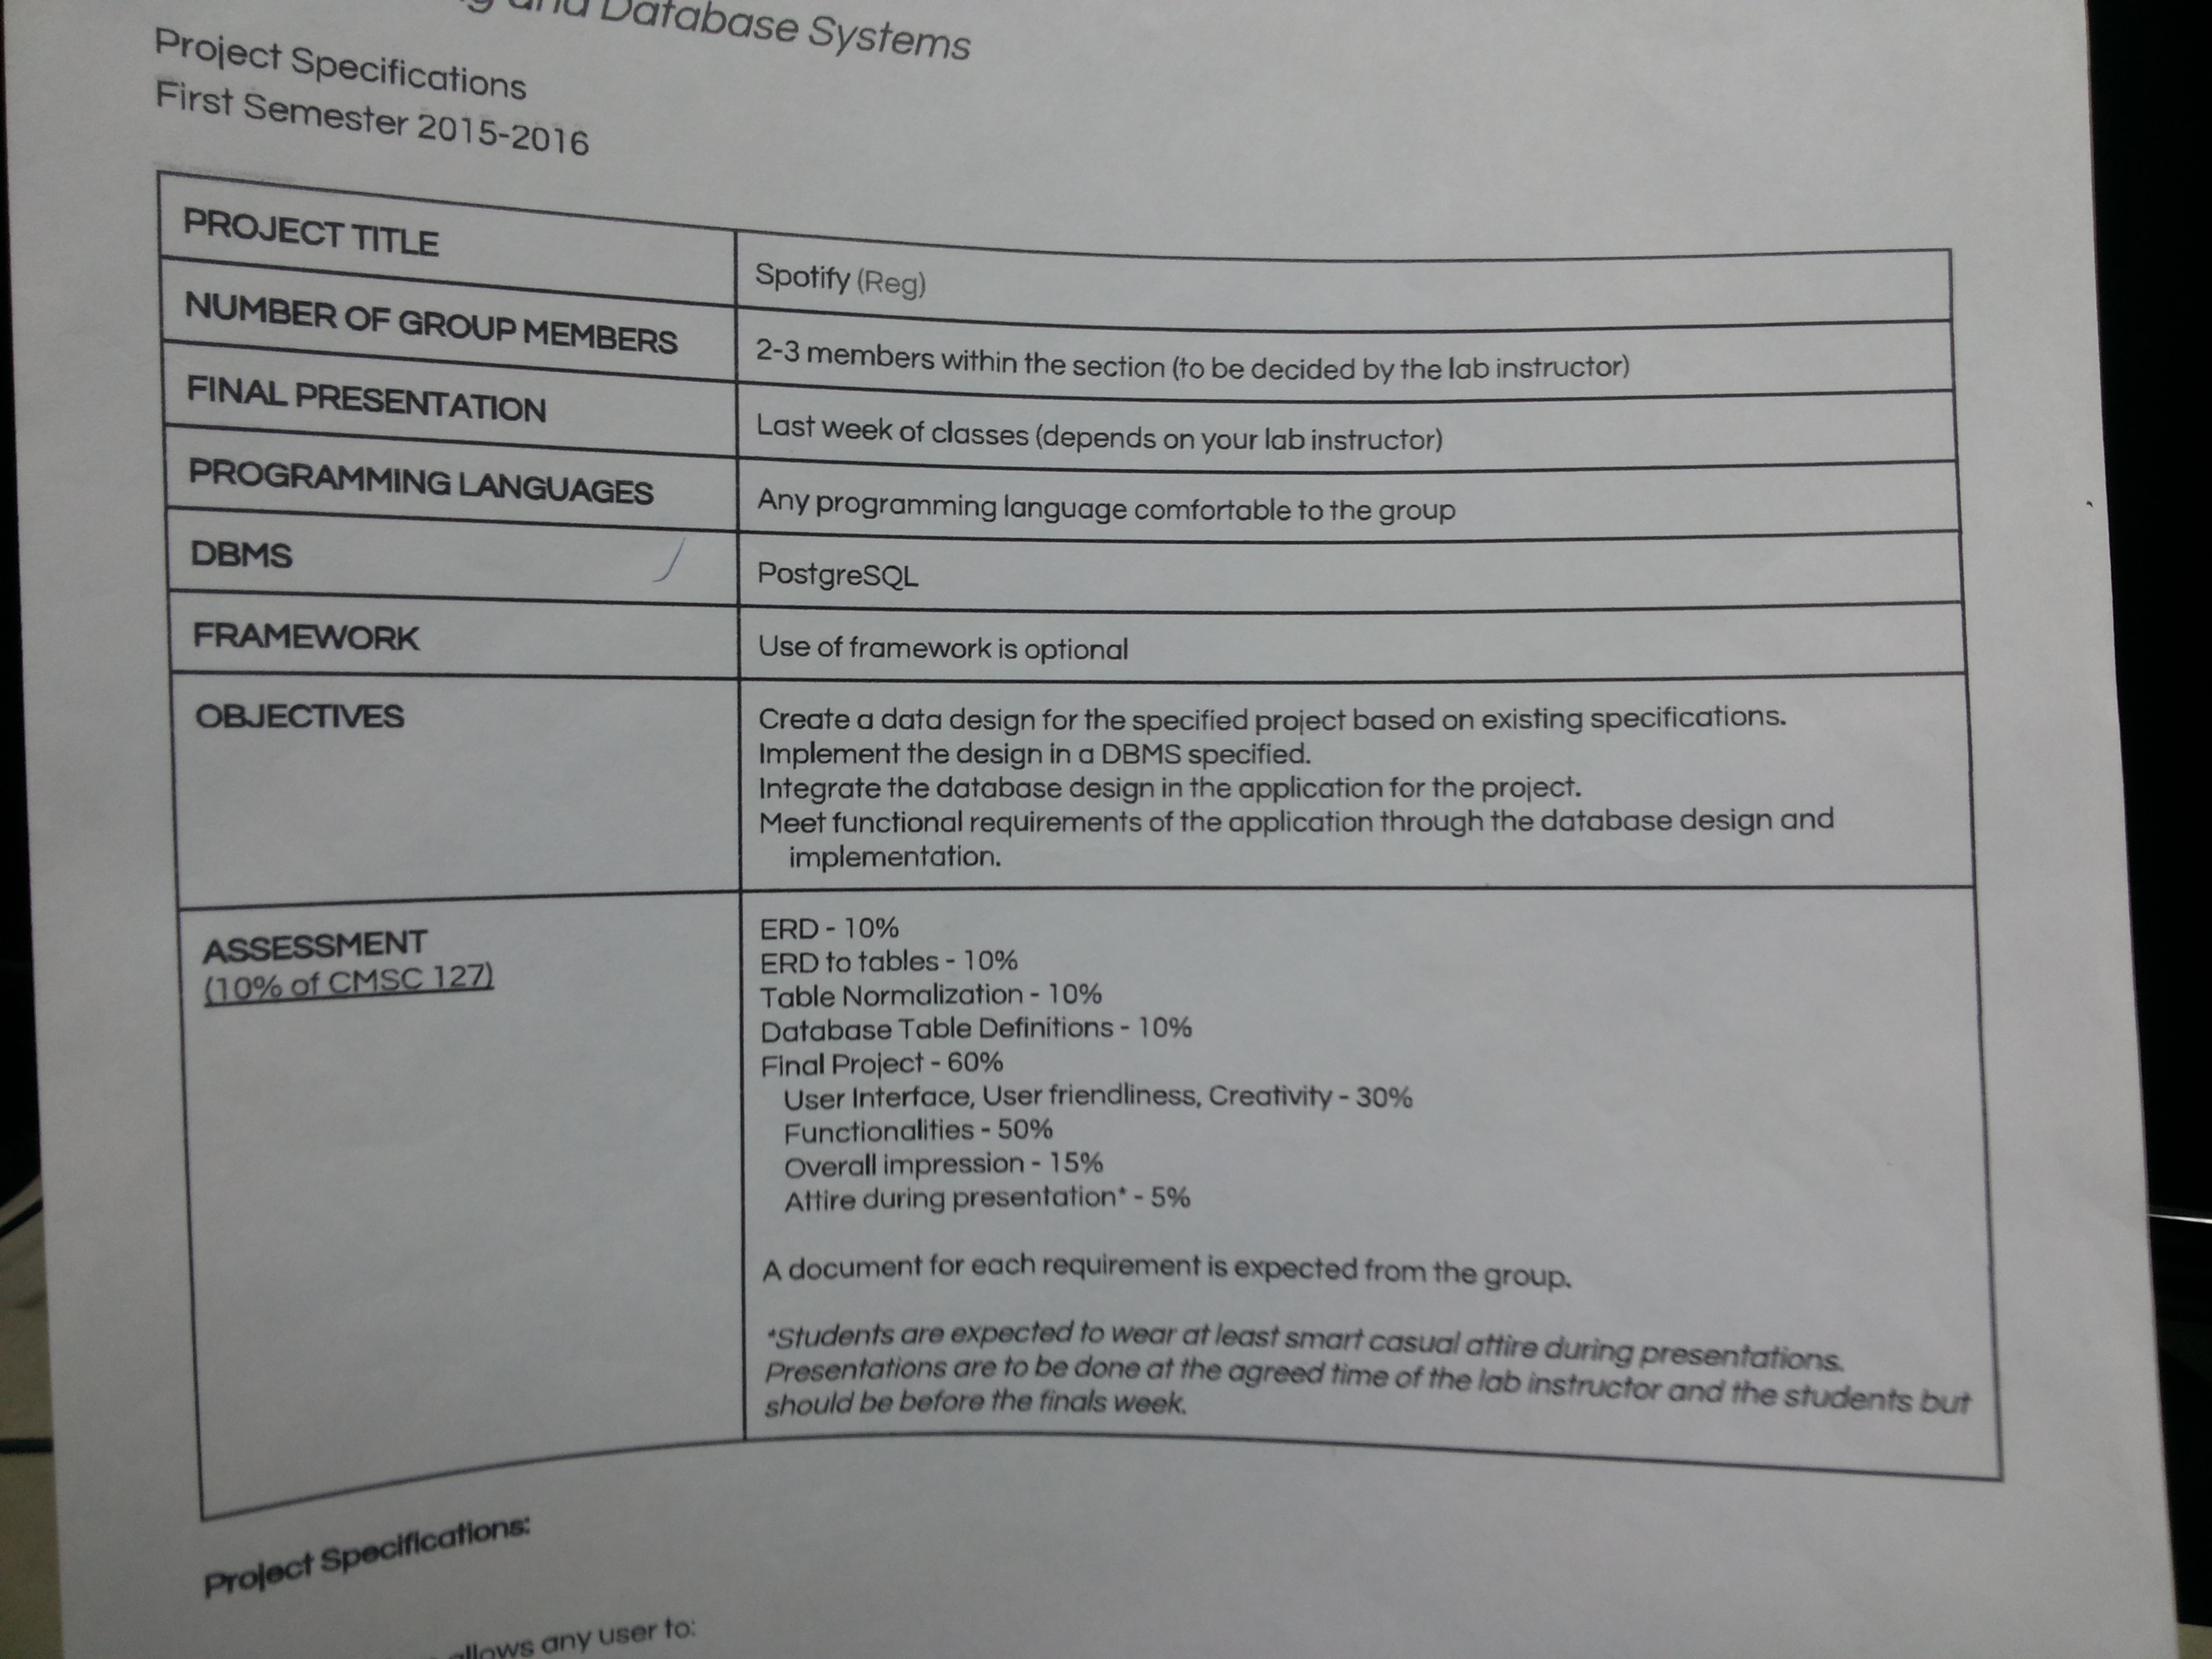 and Database Systems
Project Specifications
First Semester 2015-2016
PROJECT TITLE
Spotify (Reg)
NUMBER OF GROUP MEMBERS
2-3 members within the section (to be decided by the lab instructor)
FINAL PRESENTATION
Last week of classes (depends on your lab instructor)
PROGRAMMING LANGUAGES
Any programming language comfortable to the group
DBMS
PostgreSQL
FRAMEWORK
Use of framework is optional
OBJECTIVES
Create a data design for the specified project based on existing specifications.
Implement the design in a DBMS specified.
Integrate the database design in the application for the project.
Meet functional requirements of the application through the database design and
implementation.
ASSESSMENT
(10% of CMSC 127)
ERD - 10%
ERD to tables - 10%
Table Normalization - 10%
Database Table Definitions - 10%
Final Project - 60%
User Interface, User friendliness, Creativity - 30%
Functionalities - 50%
Overall impression - 15%
Attire during presentation* - 5%
A document for each requirement is expected from the group.
*Students are expected to wear at least smart casual attire during presentations.
Presentations are to be done at the agreed time of the lab instructor and the students but
should be before the finals week.
Project Specifications:
any user to: